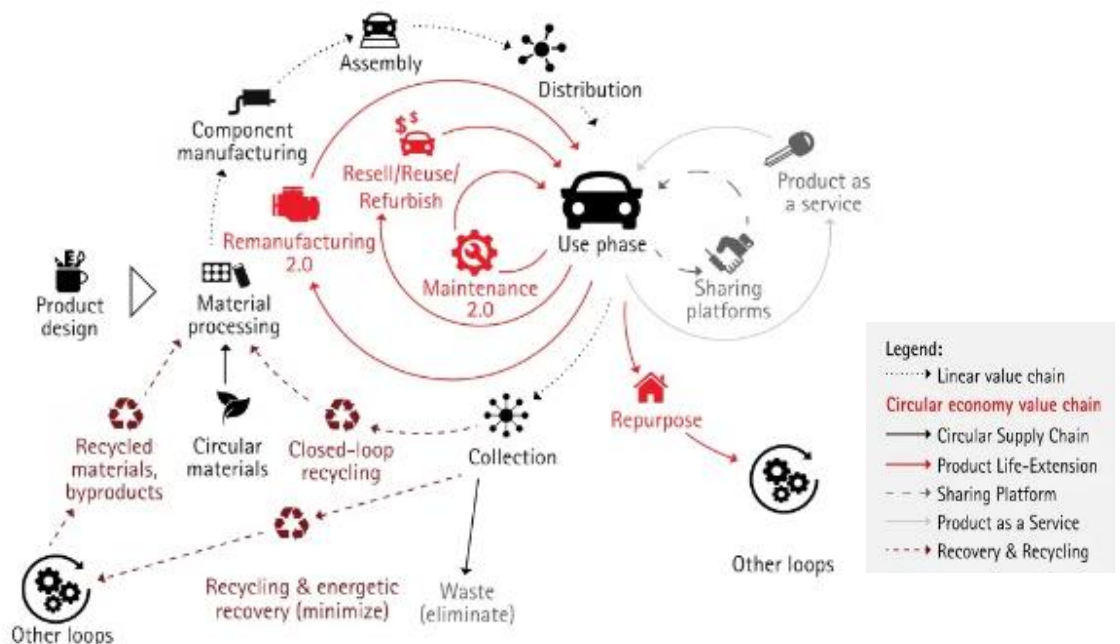 Assembly
Distribution
Component
manufacturing
$$
Resell/Reuse/
Refurbish
Product as
a service
Remanufacturing
2.0
Use phase
Maintenance
2.0
Sharing
platforms
Product
design
Material
processing
Repurpose
Recycled
materials,
byproducts
Circular
materials
Closed-loop
recycling
Collection
Other loops
Recycling & energetic
recovery (minimize)
Waste
(eliminate)
Other loops
Legend:
Linear value chain
Circular economy value chain
Circular Supply Chain
Product Life-Extension
Sharing Platform
Product as a Service
Recovery & Recycling